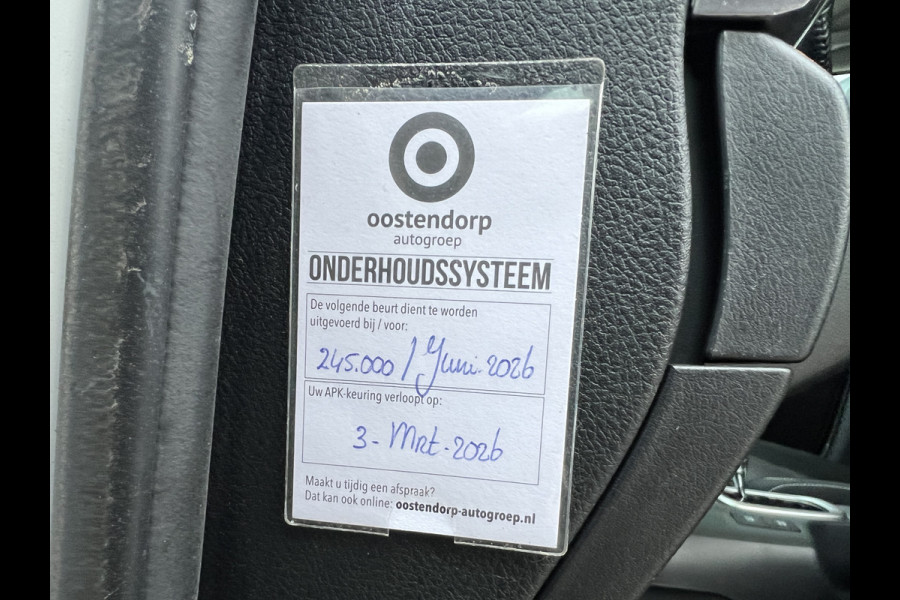 oostendorp
autogroep
ONDERHOUDSSYSTEEM
De volgende beurt dient te worden
uitgevoerd bij / voor:
245.000 / Juni-2026
Uw APK-keuring verloopt op:
3-Mrt-2026
Maakt u tijdig een afspraak?
Dat kan ook online: oostendorp-autogroep.nl